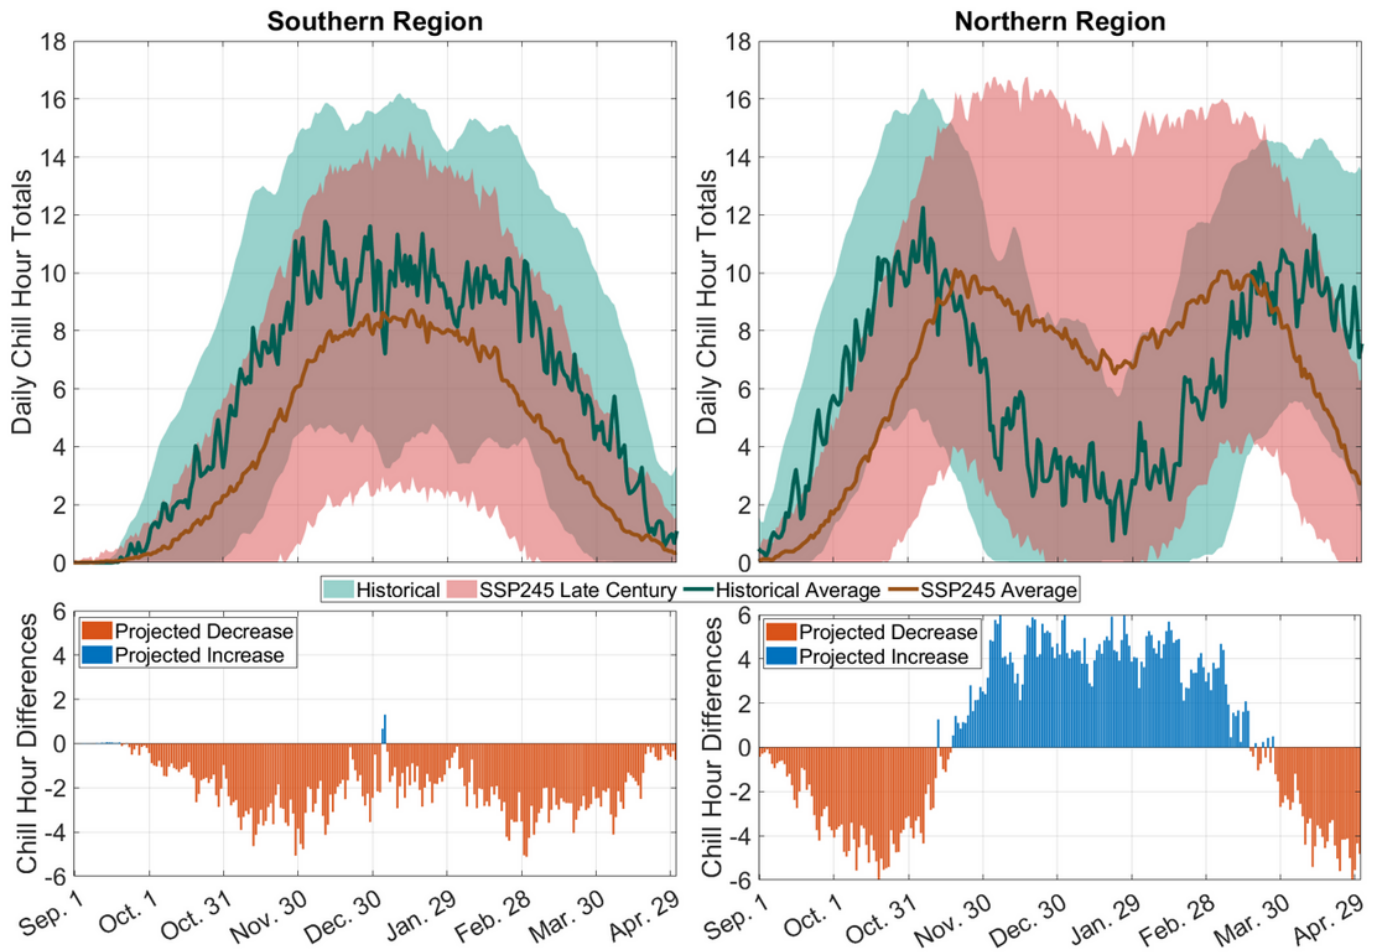 Southern Region
Northern Region
Daily Chill Hour Totals
18
16
14
12
10
8
6
4
2
0
Sep. 1
Oct. 1
Oct. 31
Nov. 30
Dec. 30
Jan. 29
Feb. 28
Mar. 30
Apr. 29
Daily Chill Hour Totals
18
16
14
12
10
8
6
4
2
0
Sep. 1
Oct. 1
Oct. 31
Nov. 30
Dec. 30
Jan. 29
Feb. 28
Mar. 30
Apr. 29
Historical SSP245 Late Century Historical Average SSP245 Average
Chill Hour Differences
6
4
2
0
-2
-4
-6
Projected Decrease
Projected Increase
Chill Hour Differences
6
4
2
0
-2
-4
-6
Projected Decrease
Projected Increase